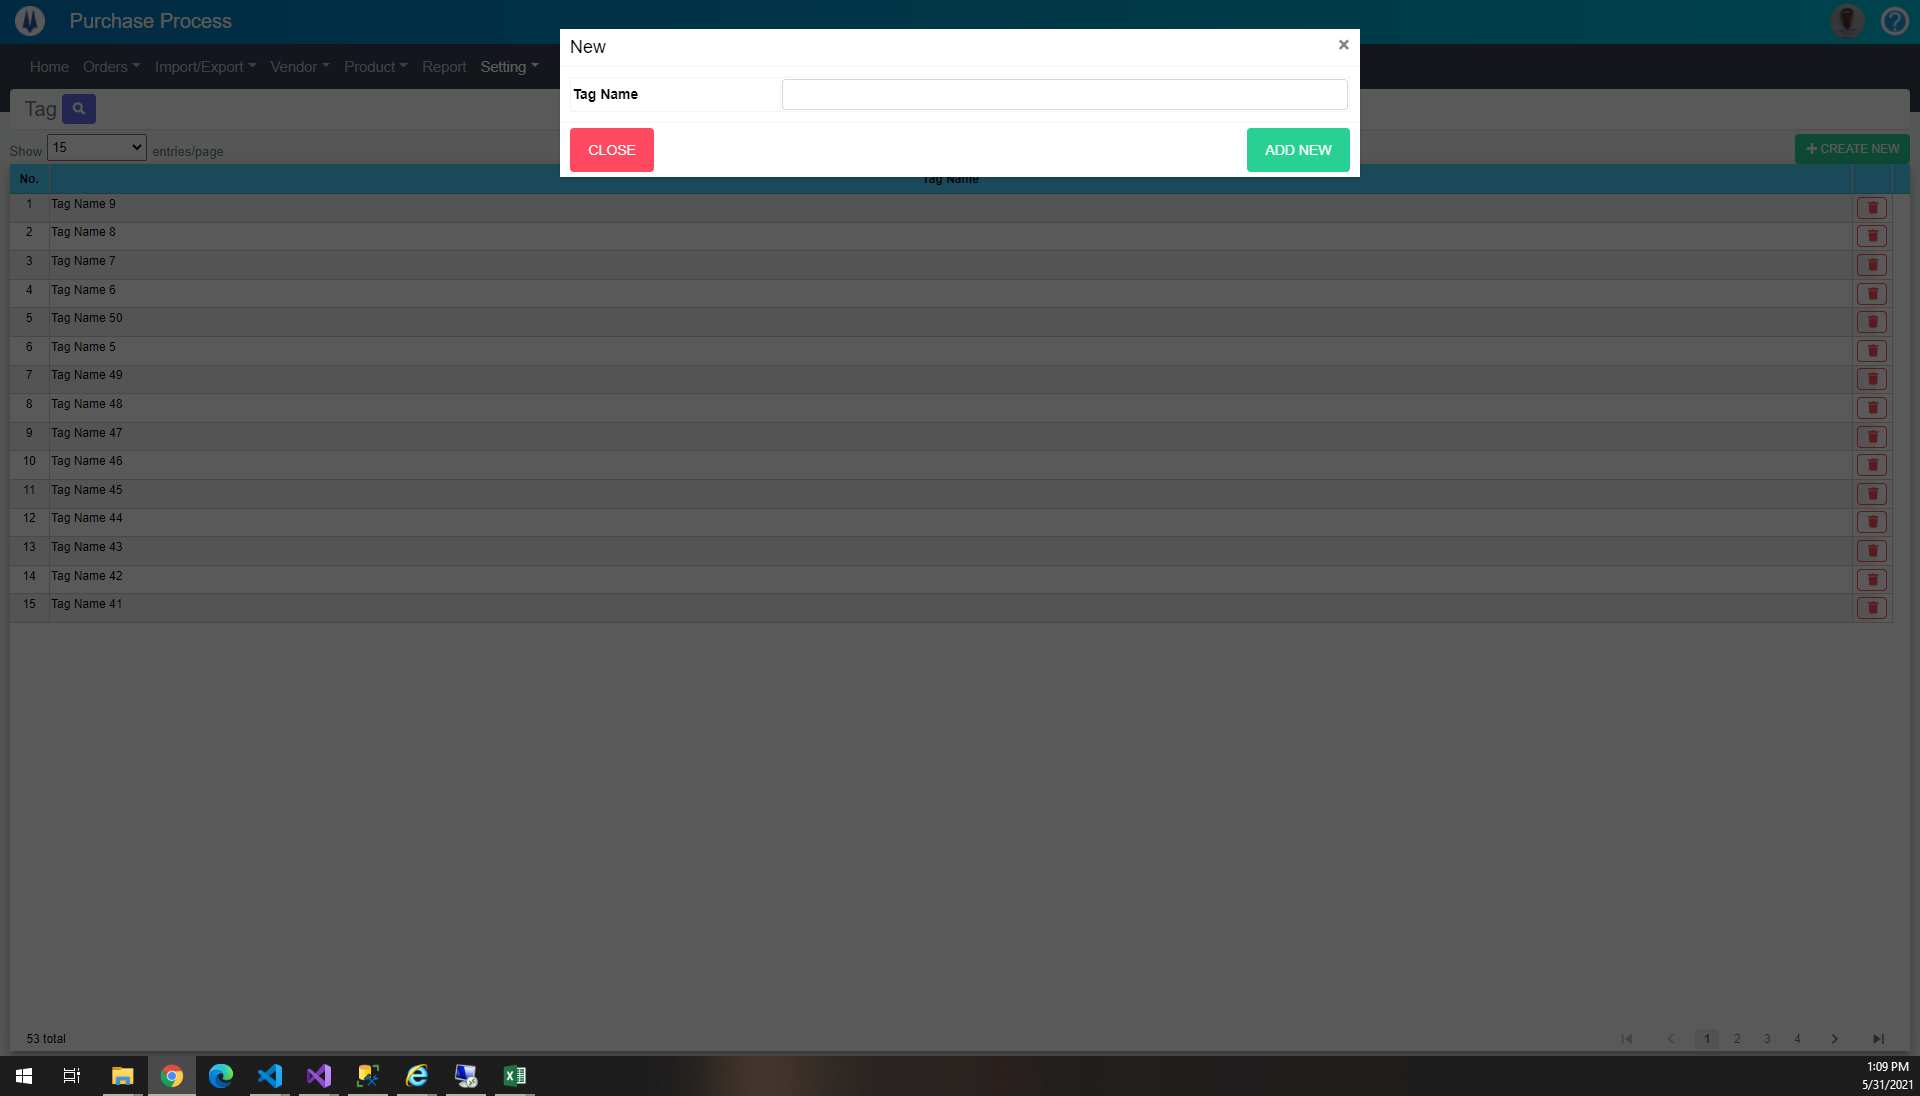 Purchase Process
Home Orders Import/Export Vendor Product Report Setting
New ×
Tag Name
CLOSE ADD NEW
Tag
Show 15 entries/page
CREATE NEW
No. Tag Name
1 Tag Name 9
2 Tag Name 8
3 Tag Name 7
4 Tag Name 6
5 Tag Name 50
6 Tag Name 5
7 Tag Name 49
8 Tag Name 48
9 Tag Name 47
10 Tag Name 46
11 Tag Name 45
12 Tag Name 44
13 Tag Name 43
14 Tag Name 42
15 Tag Name 41
53 total 1 2 3 4
1:09 PM
5/31/2021